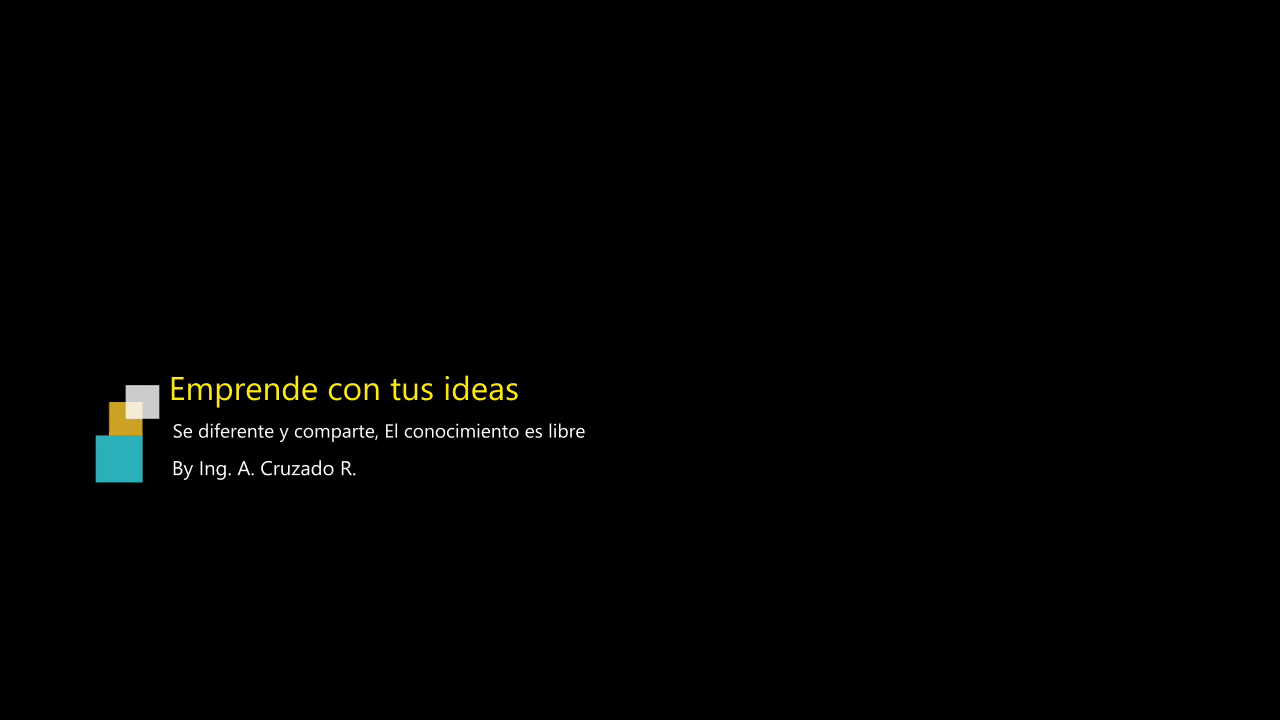 Emprende con tus ideas
Se diferente y comparte, El conocimiento es libre
By Ing. A. Cruzado R.